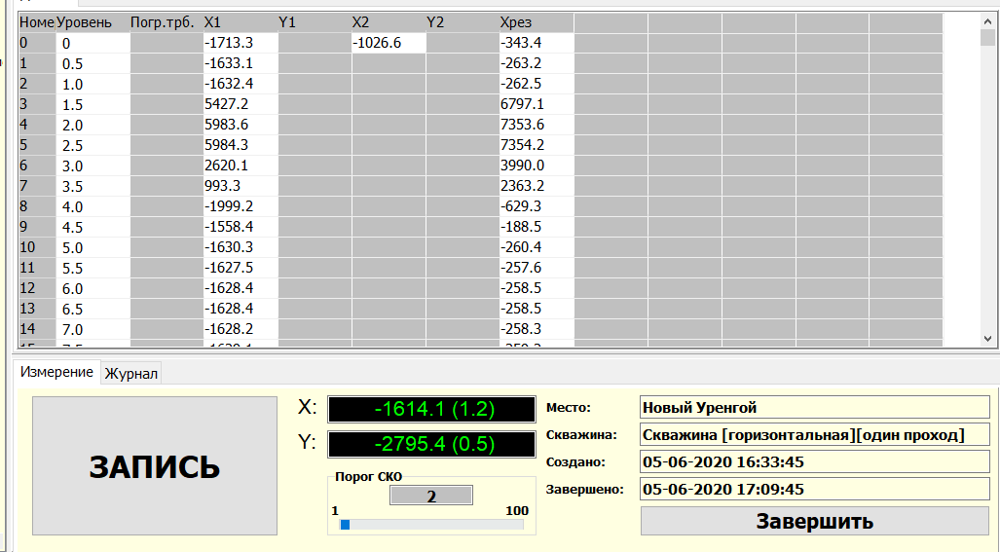 Номе Уровень Погр.трб. X1 Y1 X2 Y2 Xрез
0 0 -1713.3 -1026.6 -343.4
1 0.5 -1633.1 -263.2
2 1.0 -1632.4 -262.5
3 1.5 5427.2 6797.1
4 2.0 5983.6 7353.6
5 2.5 5984.3 7354.2
6 3.0 2620.1 3990.0
7 3.5 993.3 2363.2
8 4.0 -1999.2 -629.3
9 4.5 -1558.4 -188.5
10 5.0 -1630.3 -260.4
11 5.5 -1627.5 -257.6
12 6.0 -1628.4 -258.5
13 6.5 -1628.4 -258.5
14 7.0 -1628.2 -258.3
Измерение Журнал
ЗАПИСЬ
X: -1614.1 (1.2)
Y: -2795.4 (0.5)
Порог СКО
2
1 100
Место: Новый Уренгой
Скважина: Скважина [горизонтальная][один проход]
Создано: 05-06-2020 16:33:45
Завершено: 05-06-2020 17:09:45
Завершить